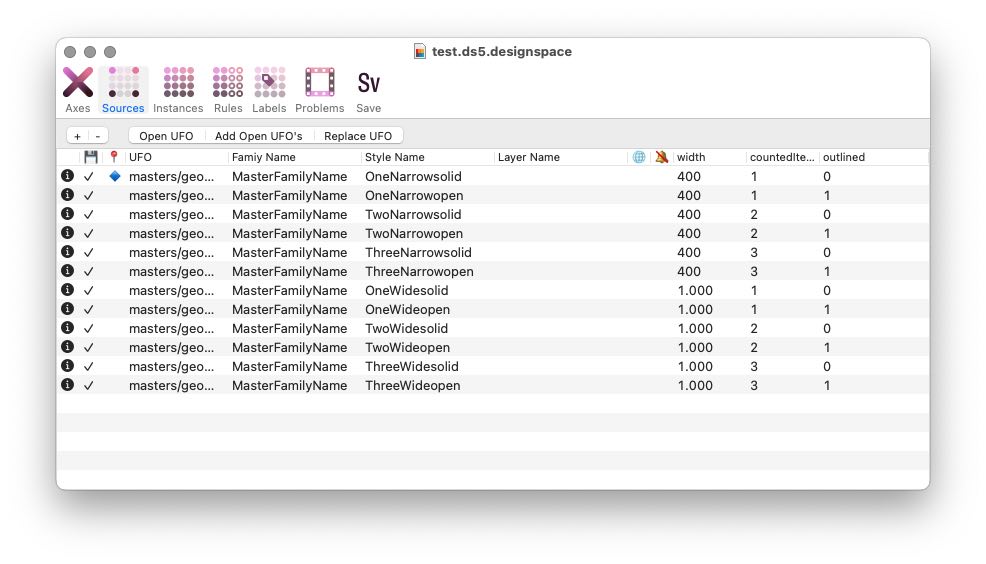 test.ds5.designspace
Axes Sources Instances Rules Labels Problems Sv Save
+ - Open UFO Add Open UFO's Replace UFO
UFO Famiy Name Style Name Layer Name width countedIte... outlined
masters/geo... MasterFamilyName OneNarrowsolid 400 1 0
masters/geo... MasterFamilyName OneNarrowopen 400 1 1
masters/geo... MasterFamilyName TwoNarrowsolid 400 2 0
masters/geo... MasterFamilyName TwoNarrowopen 400 2 1
masters/geo... MasterFamilyName ThreeNarrowsolid 400 3 0
masters/geo... MasterFamilyName ThreeNarrowopen 400 3 1
masters/geo... MasterFamilyName OneWidesolid 1.000 1 0
masters/geo... MasterFamilyName OneWideopen 1.000 1 1
masters/geo... MasterFamilyName TwoWidesolid 1.000 2 0
masters/geo... MasterFamilyName TwoWideopen 1.000 2 1
masters/geo... MasterFamilyName ThreeWidesolid 1.000 3 0
masters/geo... MasterFamilyName ThreeWideopen 1.000 3 1